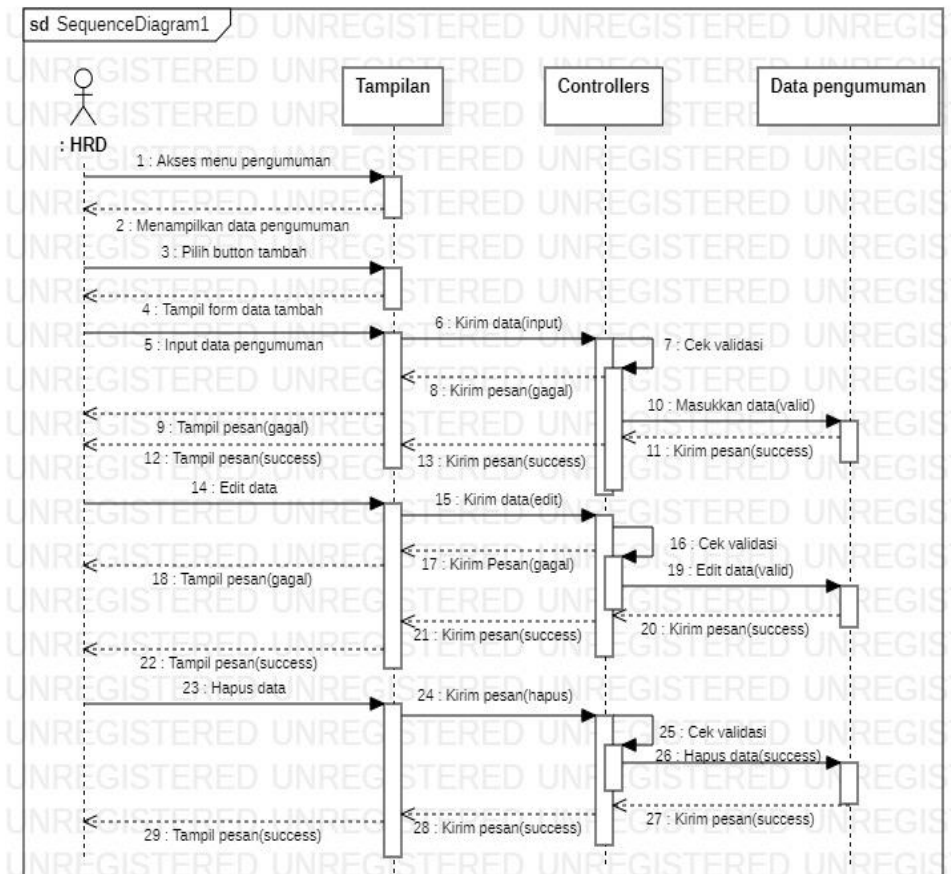 sd SequenceDiagram1
Tampilan
Controllers
Data pengumuman
: HRD
1 : Akses menu pengumuman
2 : Menampilkan data pengumuman
3 : Pilih button tambah
4 : Tampil form data tambah
5 : Input data pengumuman
6 : Kirim data(input)
7 : Cek validasi
8 : Kirim pesan(gagal)
9 : Tampil pesan(gagal)
10 : Masukkan data(valid)
11 : Kirim pesan(success)
12 : Tampil pesan(success)
13 : Kirim pesan(success)
14 : Edit data
15 : Kirim data(edit)
16 : Cek validasi
17 : Kirim Pesan(gagal)
18 : Tampil pesan(gagal)
19 : Edit data(valid)
20 : Kirim pesan(success)
21 : Kirim pesan(success)
22 : Tampil pesan(success)
23 : Hapus data
24 : Kirim pesan(hapus)
25 : Cek validasi
26 : Hapus data(success)
27 : Kirim pesan(success)
28 : Kirim pesan(success)
29 : Tampil pesan(success)
UNREGISTERED